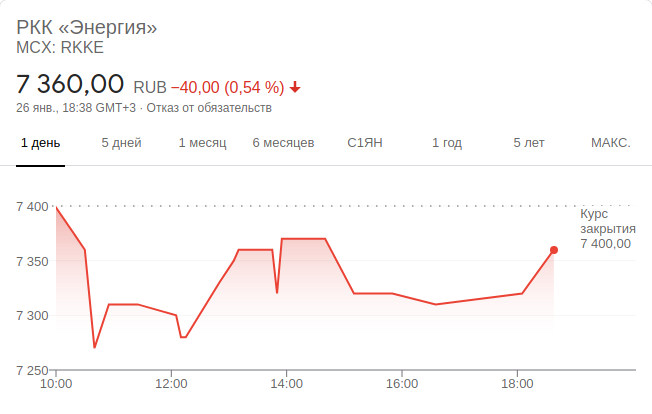 РКК «Энергия»
MCX: RKKE
7 360,00 RUB −40,00 (0,54 %)
26 янв., 18:38 GMT+3 · Отказ от обязательств
1 день 5 дней 1 месяц 6 месяцев С1ЯН 1 год 5 лет МАКС.
7 400
Курс
закрытия
7 400,00
7 350
7 300
7 250
10:00 12:00 14:00 16:00 18:00